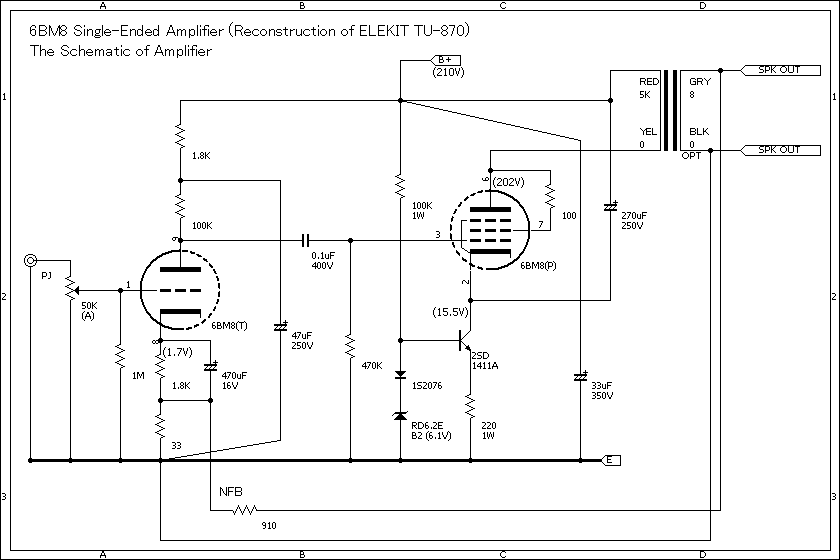 A B C D
6BM8 Single-Ended Amplifier (Reconstruction of ELEKIT TU-870)
The Schematic of Amplifier
B+
(210V)
SPK OUT
RED
5K
GRY
8
1
1
1.8K
YEL
0
BLK
0
SPK OUT
OPT
6
(202V)
100K
1W
100
270uF
250V
100K
7
9
3
0.1uF
400V
6BM8(P)
PJ
1
2
50K
(A)
2
2
6BM8(T)
(15.5V)
47uF
250V
8
(1.7V)
2SD
1411A
470K
1M
470uF
16V
1.8K
1S2076
33uF
350V
RD6.2E
B2 (6.1V)
220
1W
33
E
NFB
3
3
910
A B C D